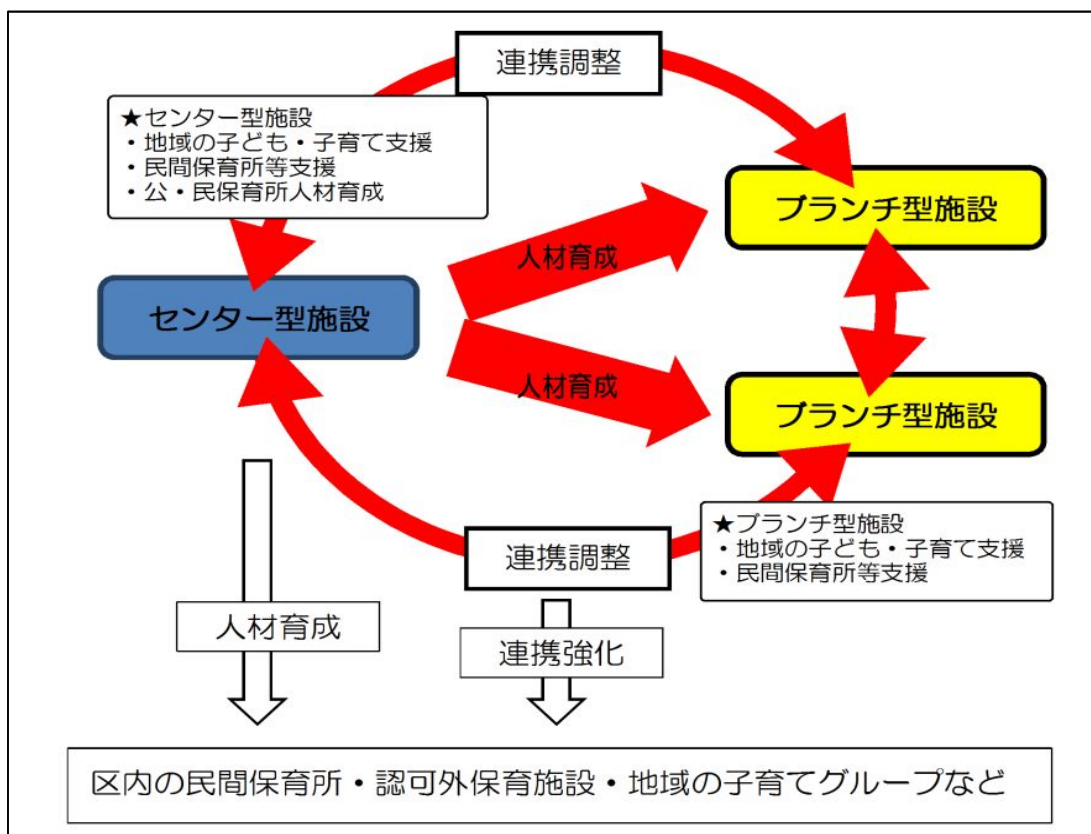 連携調整
★センター型施設
・地域の子ども・子育て支援
・民間保育所等支援
・公・民保育所人材育成
ブランチ型施設
人材育成
センター型施設
人材育成
ブランチ型施設
★ブランチ型施設
・地域の子ども・子育て支援
・民間保育所等支援
連携調整
人材育成
連携強化
区内の民間保育所・認可外保育施設・地域の子育てグループなど